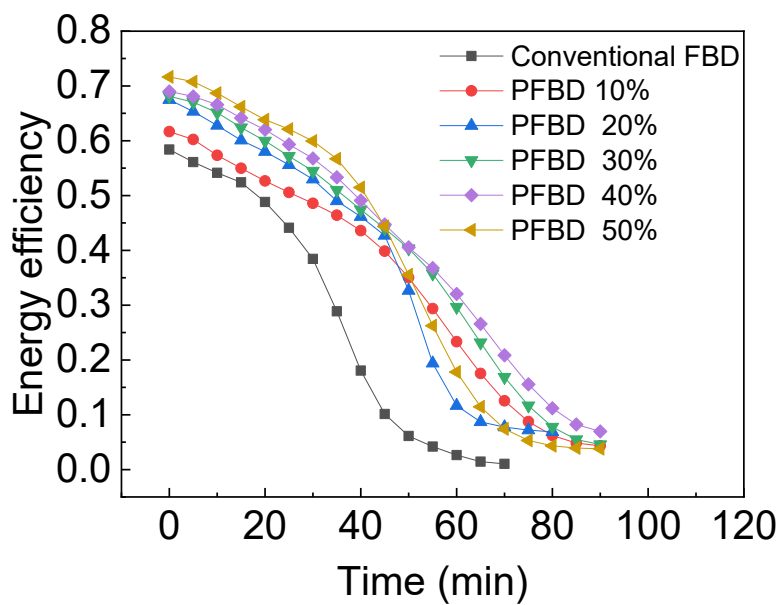 0.8
0.7
0.6
0.5
0.4
0.3
0.2
0.1
0.0
Energy efficiency
Conventional FBD
PFBD 10%
PFBD  20%
PFBD  30%
PFBD  40%
PFBD  50%
0 20 40 60 80 100 120
Time (min)